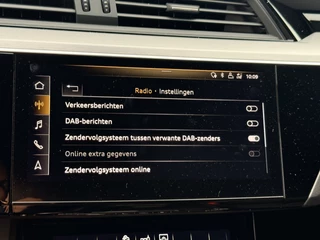 10:09
Radio · Instellingen
Verkeersberichten
DAB-berichten
Zendervolgsysteem tussen verwante DAB-zenders
Online extra gegevens
Zendervolgsysteem online